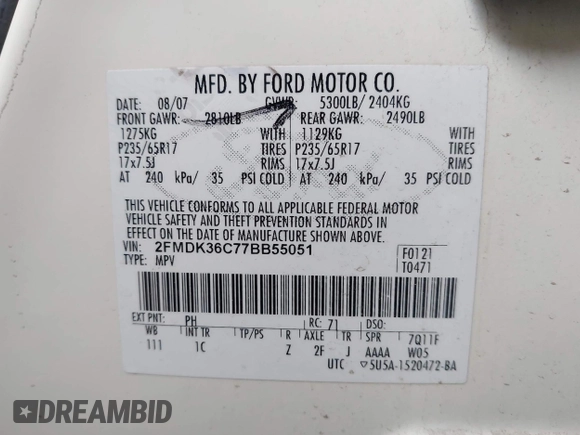 MFD. BY FORD MOTOR CO.
DATE: 08/07 GVWR: 5300LB/ 2404KG
FRONT GAWR: 2810LB REAR GAWR: 2490LB
1275KG WITH 1129KG WITH
P235/65R17 TIRES P235/65R17 TIRES
17x7.5J RIMS 17x7.5J RIMS
AT 240 kPa/ 35 PSI COLD AT 240 kPa/ 35 PSI COLD
THIS VEHICLE CONFORMS TO ALL APPLICABLE FEDERAL MOTOR
VEHICLE SAFETY AND THEFT PREVENTION STANDARDS IN
EFFECT ON THE DATE OF MANUFACTURE SHOWN ABOVE.
VIN: 2FMDK36C77BB55051 F0121
TYPE: MPV T0471
EXT PNT: PH RC: 71 DSO:
WB INT TR TP/PS R AXLE TR SPR 7Q11F
111 1C Z 2F J AAAA W05
UTC 5U5A-1520472-BA
DREAMBID